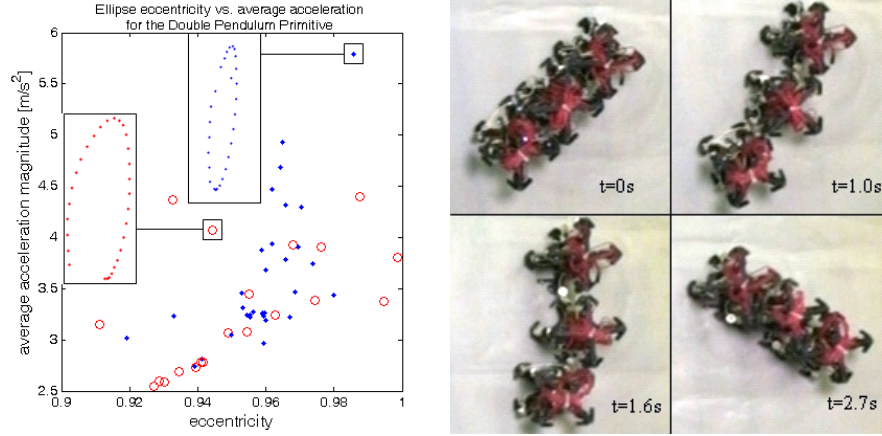 Ellipse eccentricity vs. average acceleration
for the Double Pendulum Primitive
average acceleration magnitude [m/s²]
6
5.5
5
4.5
4
3.5
3
2.5
0.9
0.92
0.94
0.96
0.98
1
eccentricity
t=0s
t=1.0s
t=1.6s
t=2.7s